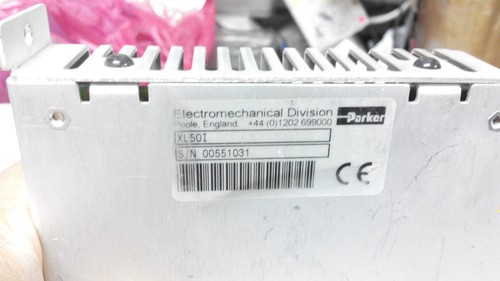 Electromechanical Division
Poole, England. +44 (0)1202 699000
Parker
XL50I
S/N 00551031
CE